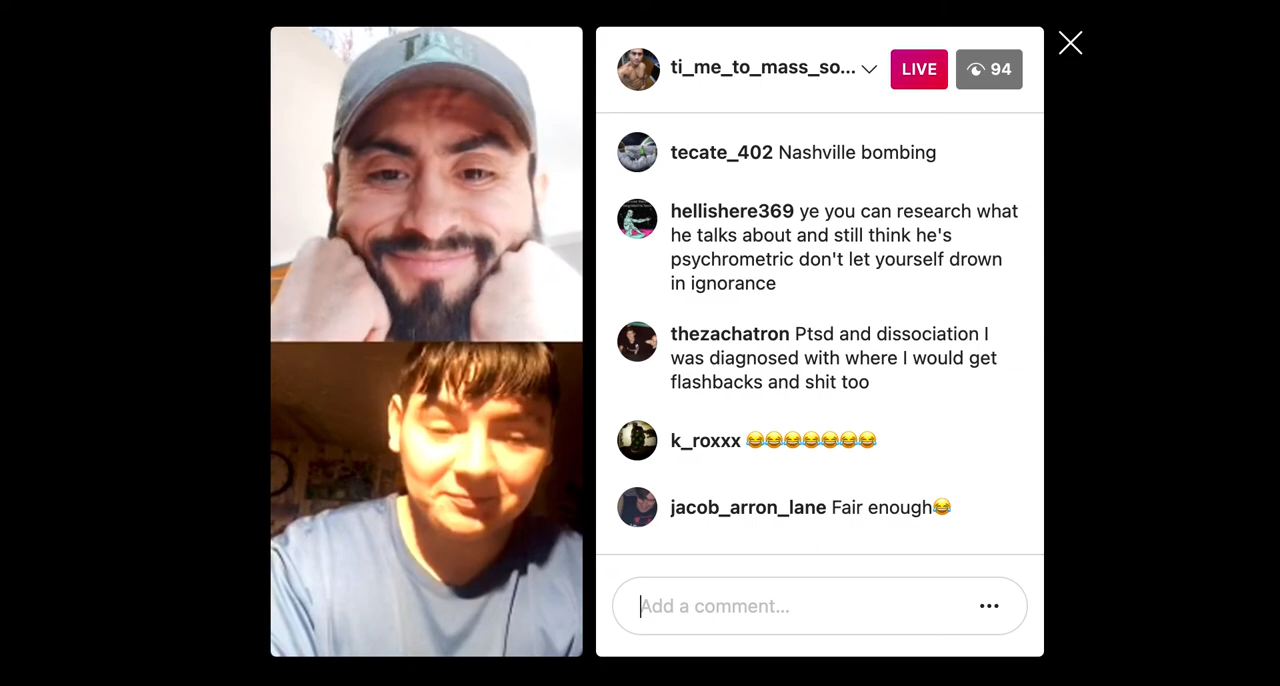 ti_me_to_mass_so...
LIVE
94
tecate_402 Nashville bombing
hellishere369 ye you can research what
he talks about and still think he's
psychrometric don't let yourself drown
in ignorance
thezachatron Ptsd and dissociation I
was diagnosed with where I would get
flashbacks and shit too
k_roxxx 😂😂😂😂😂😂😂
jacob_arron_lane Fair enough😂
Add a comment...